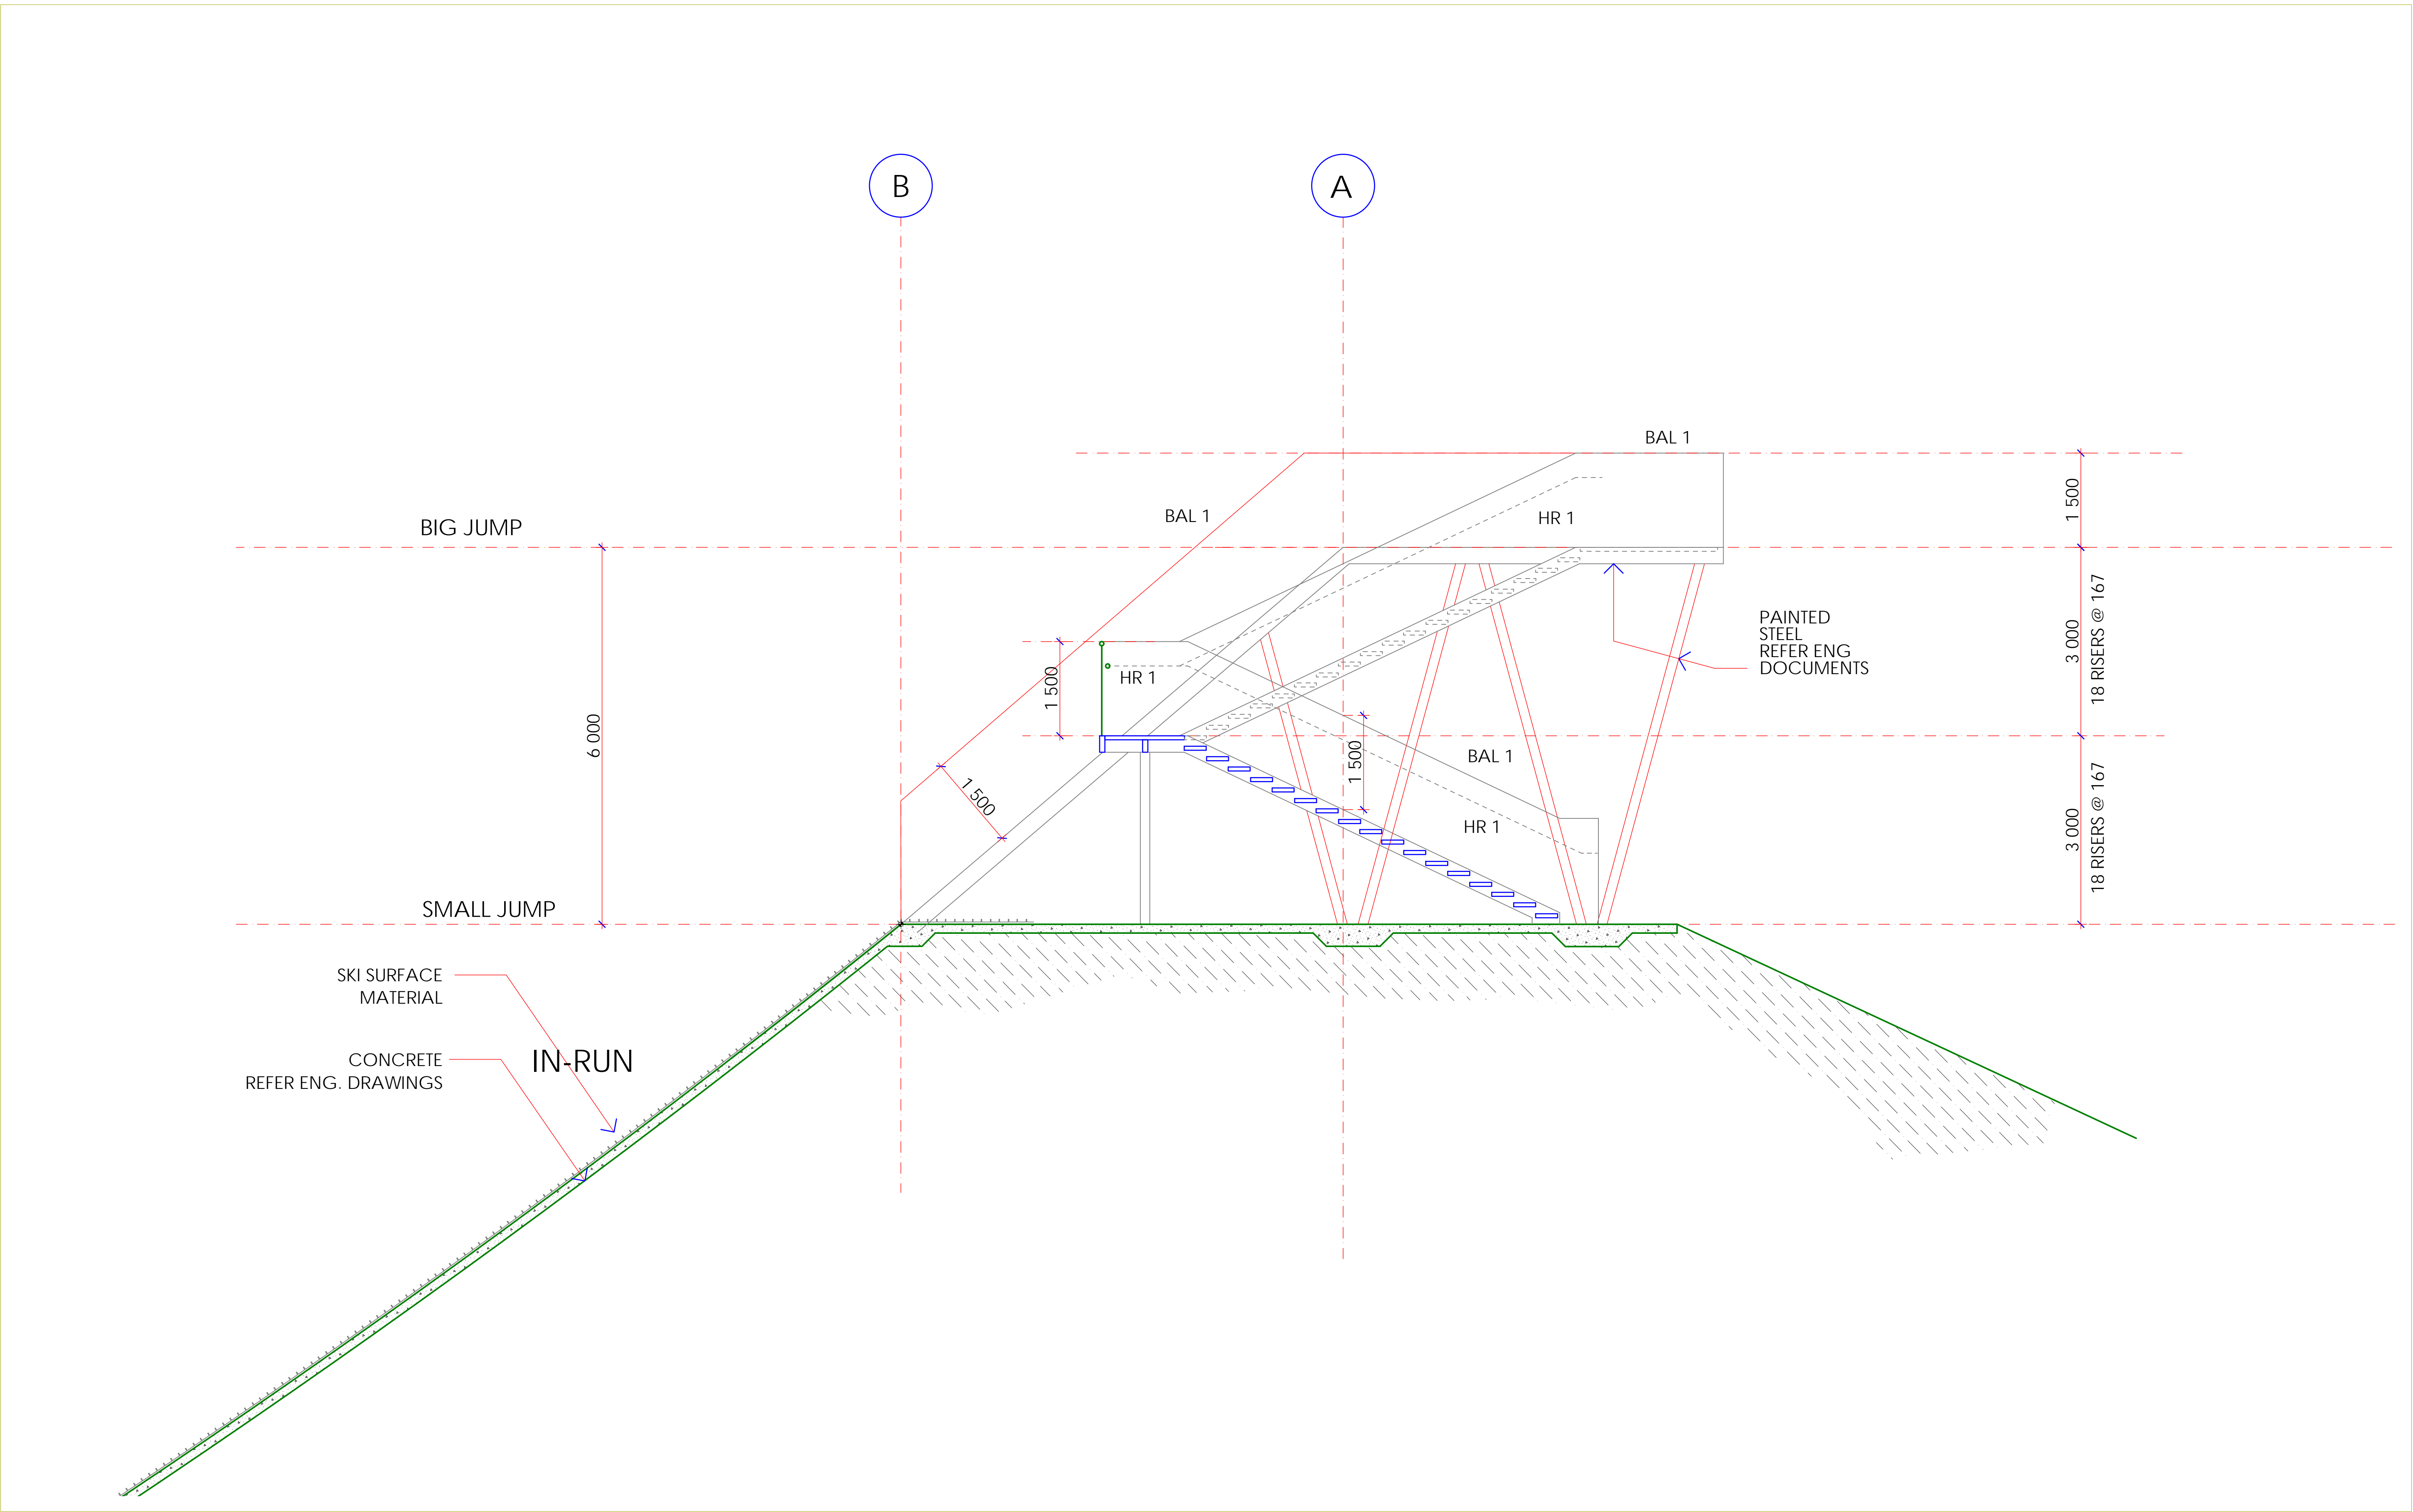 B
A
BAL 1
BIG JUMP
BAL 1
HR 1
1 500
PAINTED
STEEL
REFER ENG
DOCUMENTS
3 000
18 RISERS @ 167
HR 1
1 500
6 000
1 500
BAL 1
1 500
HR 1
3 000
18 RISERS @ 167
SMALL JUMP
SKI SURFACE
MATERIAL
IN-RUN
CONCRETE
REFER ENG. DRAWINGS